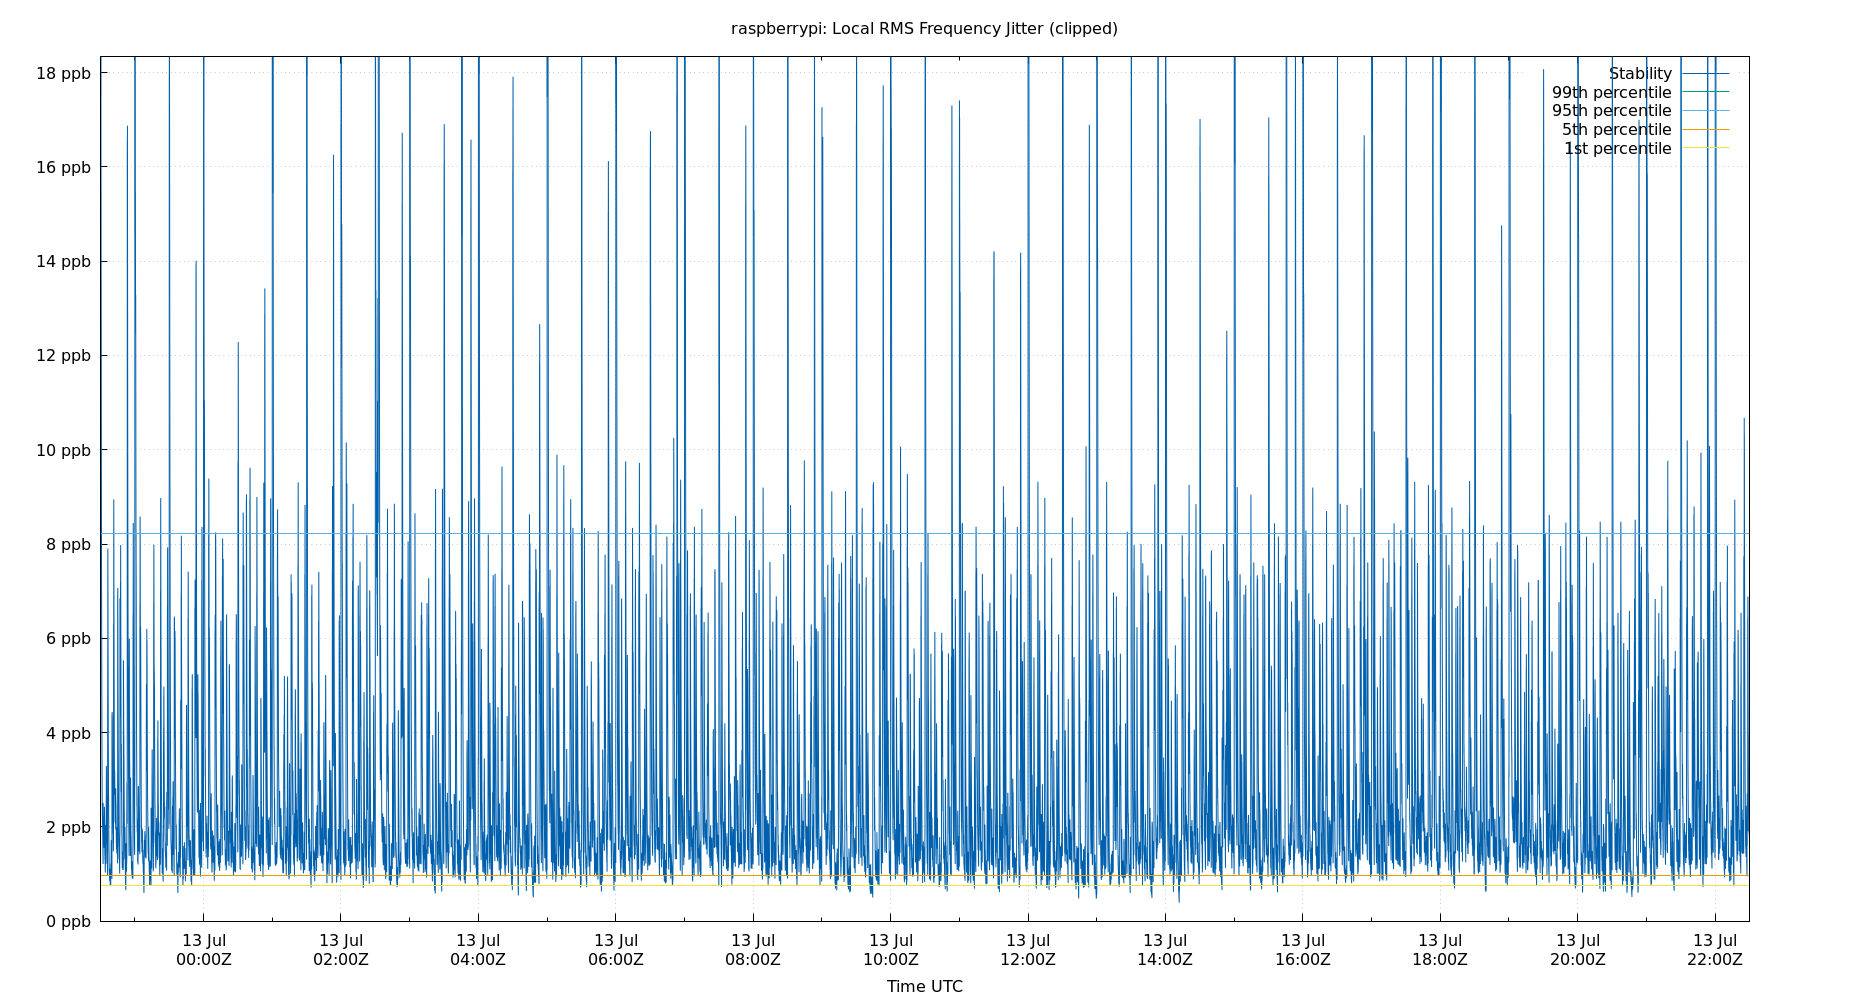 raspberrypi: Local RMS Frequency Jitter (clipped)
18 ppb
16 ppb
14 ppb
12 ppb
10 ppb
8 ppb
6 ppb
4 ppb
2 ppb
0 ppb
Stability
99th percentile
95th percentile
5th percentile
1st percentile
13 Jul 13 Jul 13 Jul 13 Jul 13 Jul 13 Jul 13 Jul 13 Jul 13 Jul 13 Jul 13 Jul 13 Jul
00:00Z 02:00Z 04:00Z 06:00Z 08:00Z 10:00Z 12:00Z 14:00Z 16:00Z 18:00Z 20:00Z 22:00Z
Time UTC